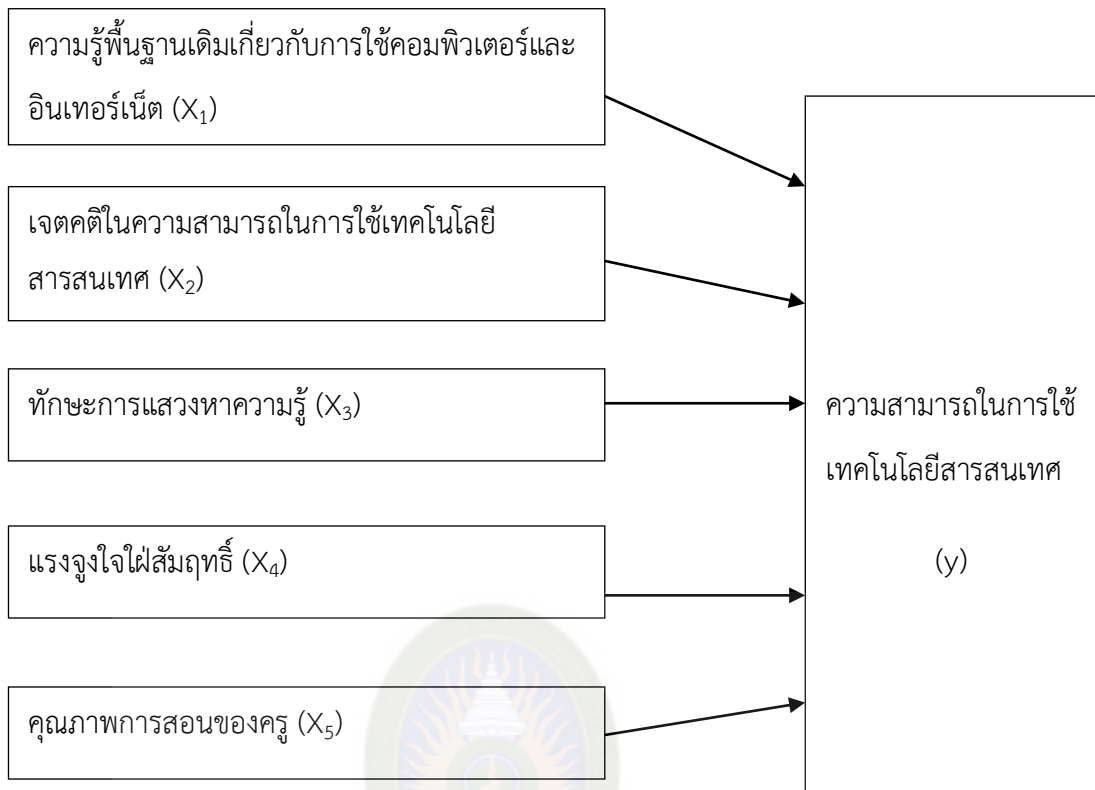 ความรู้พื้นฐานเดิมเกี่ยวกับการใช้คอมพิวเตอร์และ
อินเทอร์เน็ต (X₁)
เจตคติในความสามารถในการใช้เทคโนโลยี
สารสนเทศ (X₂)
ทักษะการแสวงหาความรู้ (X₃)
แรงจูงใจใฝ่สัมฤทธิ์ (X₄)
คุณภาพการสอนของครู (X₅)
ความสามารถในการใช้
เทคโนโลยีสารสนเทศ
(y)